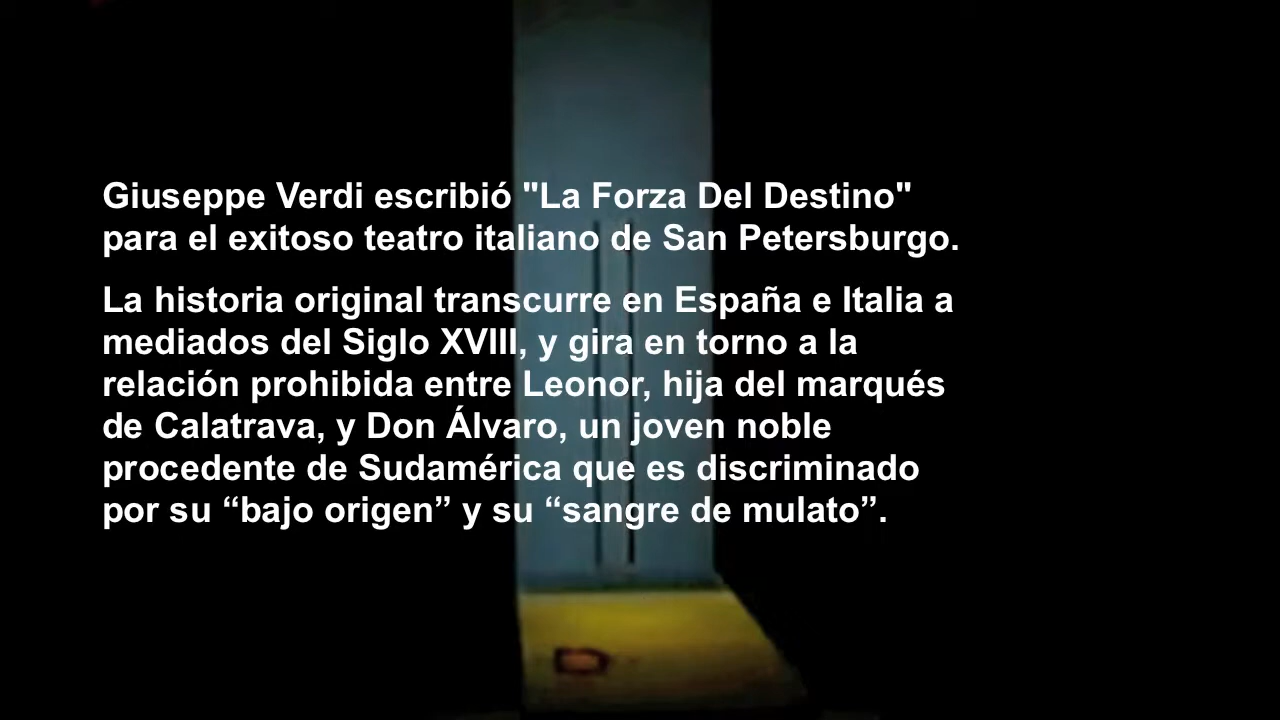 Giuseppe Verdi escribió "La Forza Del Destino"
para el exitoso teatro italiano de San Petersburgo.
La historia original transcurre en España e Italia a
mediados del Siglo XVIII, y gira en torno a la
relación prohibida entre Leonor, hija del marqués
de Calatrava, y Don Álvaro, un joven noble
procedente de Sudamérica que es discriminado
por su “bajo origen” y su “sangre de mulato”.